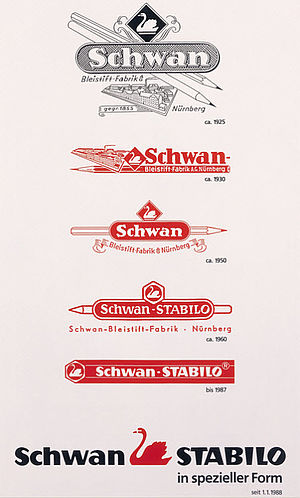 Schwan
Bleistift-Fabrik A
G
gegr. 1855
Nürnberg
ca. 1925
Schwan-
Bleistift-Fabrik A.G. Nürnberg
ca. 1930
Schwan
Bleistift-Fabrik Nürnberg
ca. 1950
Schwan-STABILO
Schwan-Bleistift-Fabrik · Nürnberg
ca. 1960
Schwan-STABILO®
bis 1987
Schwan STABILO
in spezieller Form
seit 1.1.1988